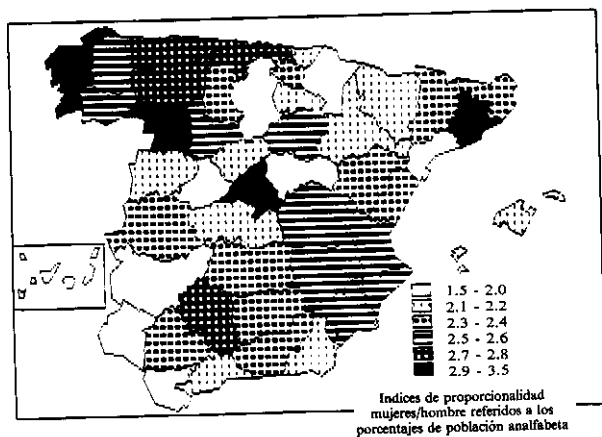 1.5 - 2.0
2.1 - 2.2
2.3 - 2.4
2.5 - 2.6
2.7 - 2.8
2.9 - 3.5
Indices de proporcionalidad
mujeres/hombre referidos a los
porcentajes de población analfabeta